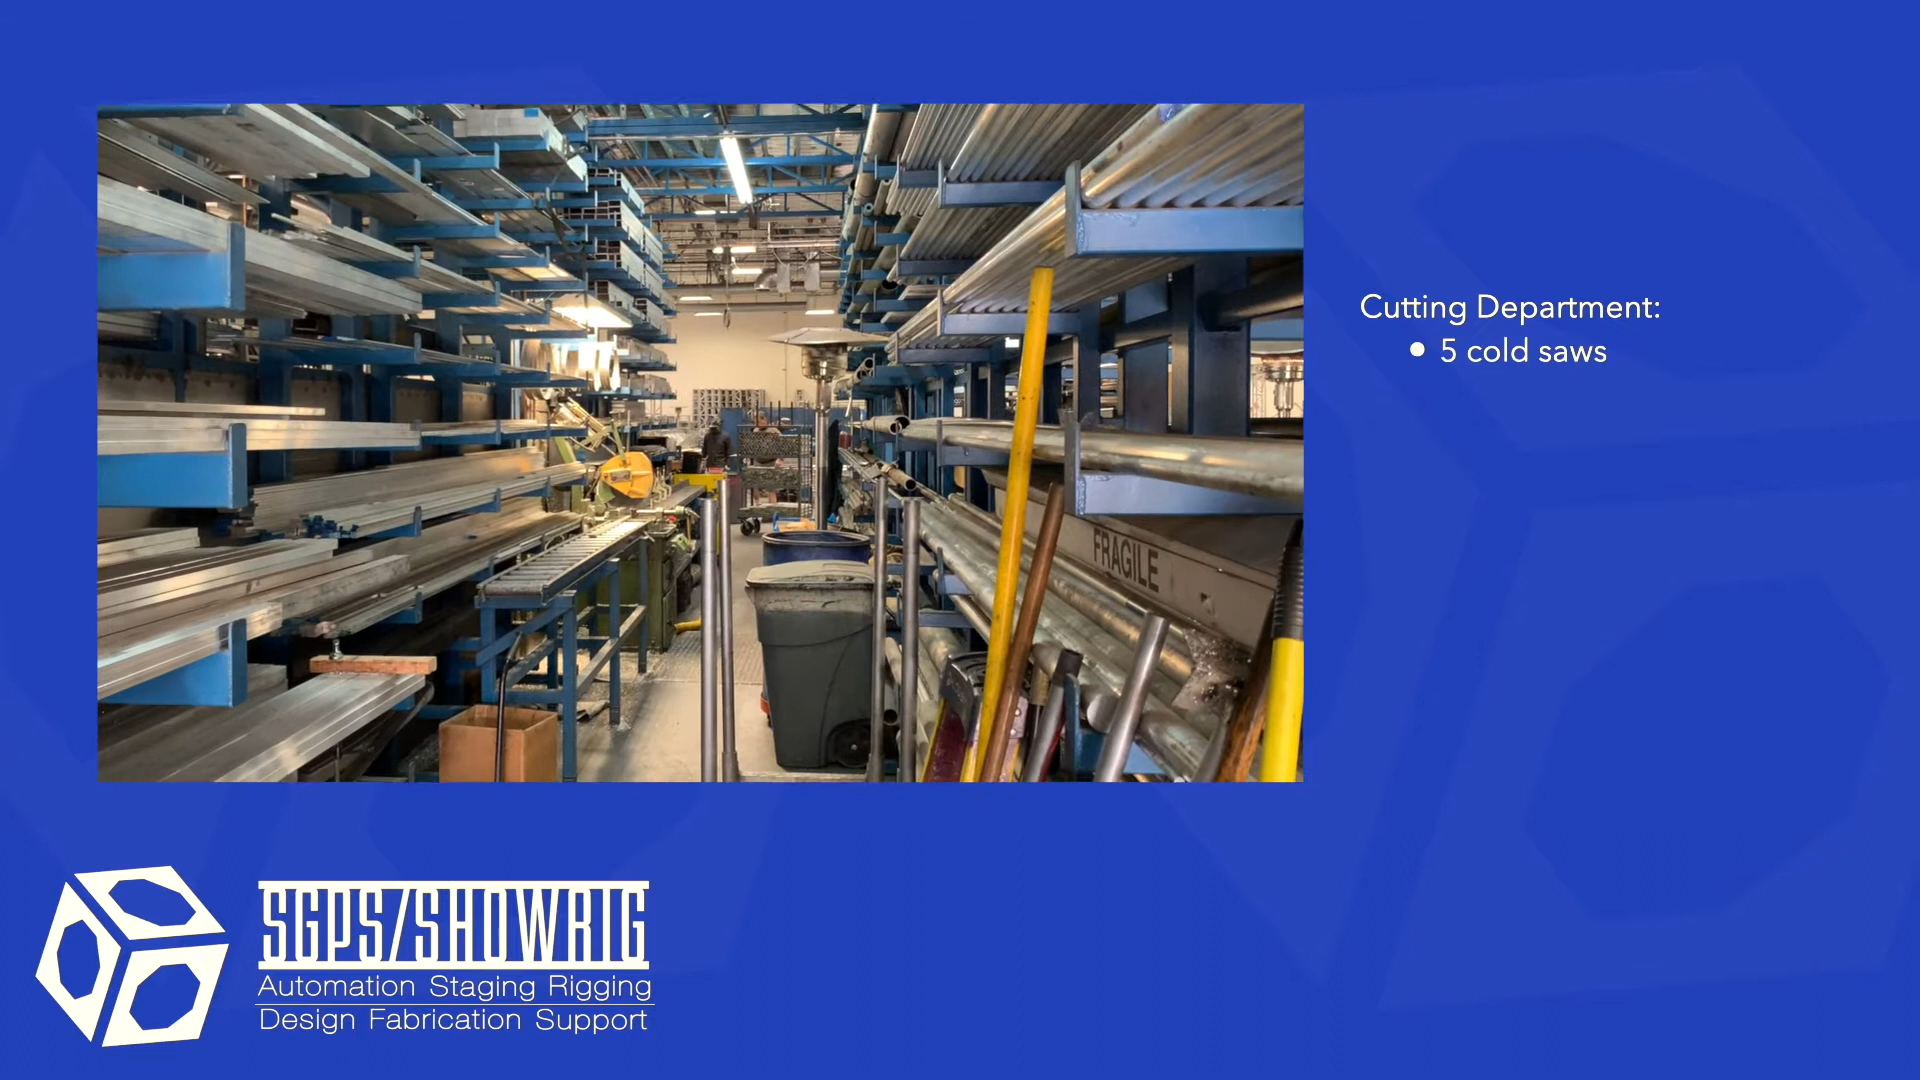 Cutting Department:
• 5 cold saws
FRAGILE
SGPS/SHOWRIG
Automation Staging Rigging
Design Fabrication Support